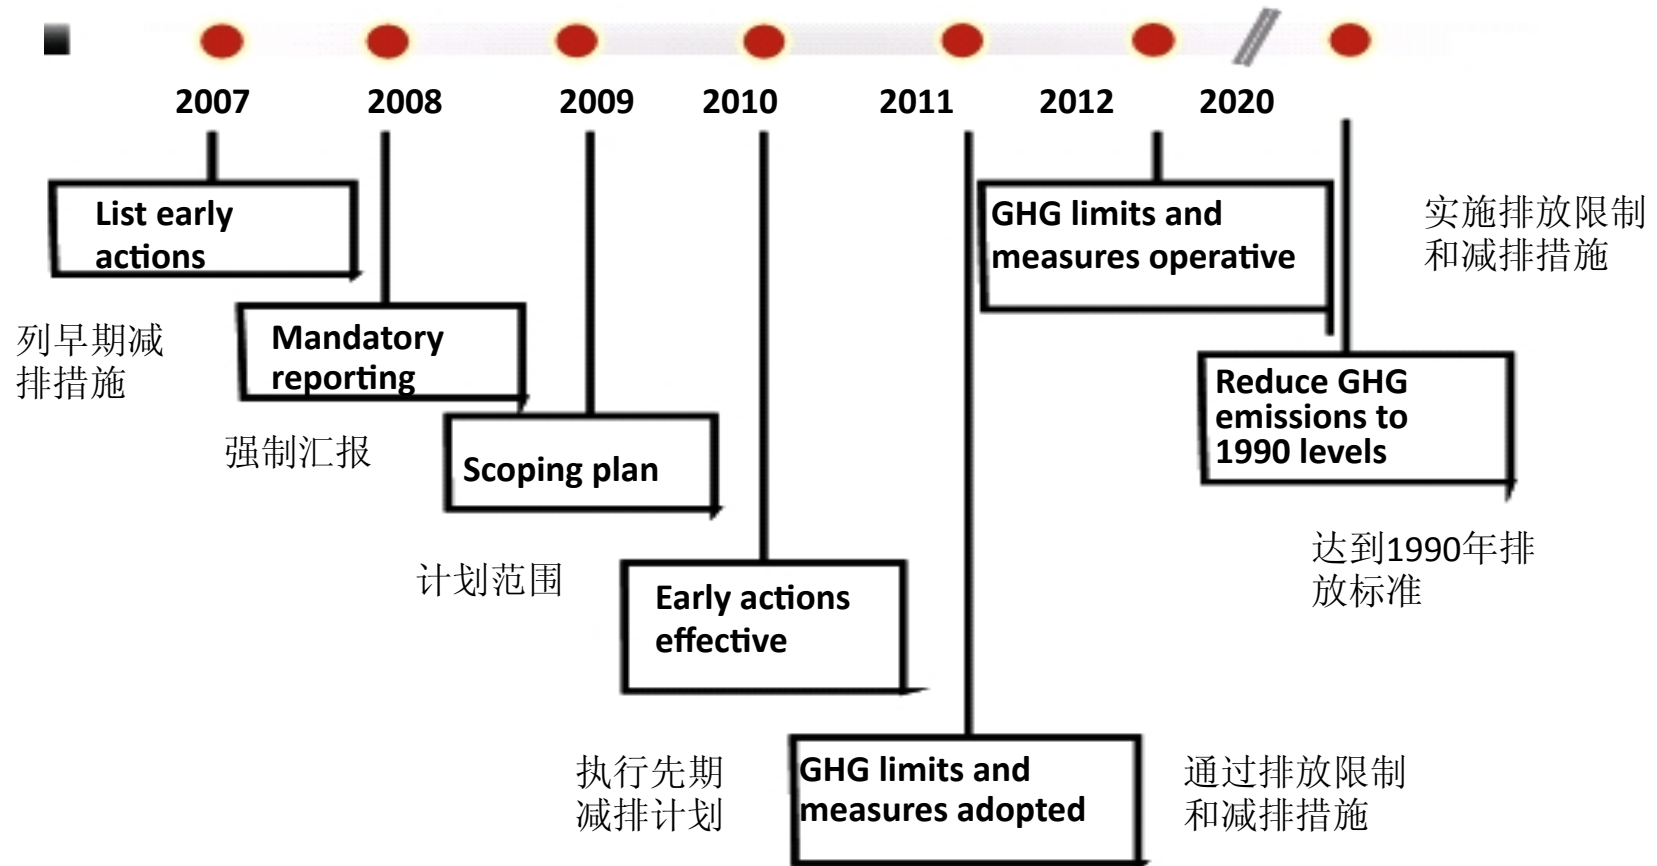 2007 2008 2009 2010 2011 2012 2020
List early
actions
列早期减
排措施
Mandatory
reporting
强制汇报
Scoping plan
计划范围
Early actions
effective
执行先期
减排计划
GHG limits and
measures adopted
通过排放限制
和减排措施
GHG limits and
measures operative
实施排放限制
和减排措施
Reduce GHG
emissions to
1990 levels
达到1990年排
放标准